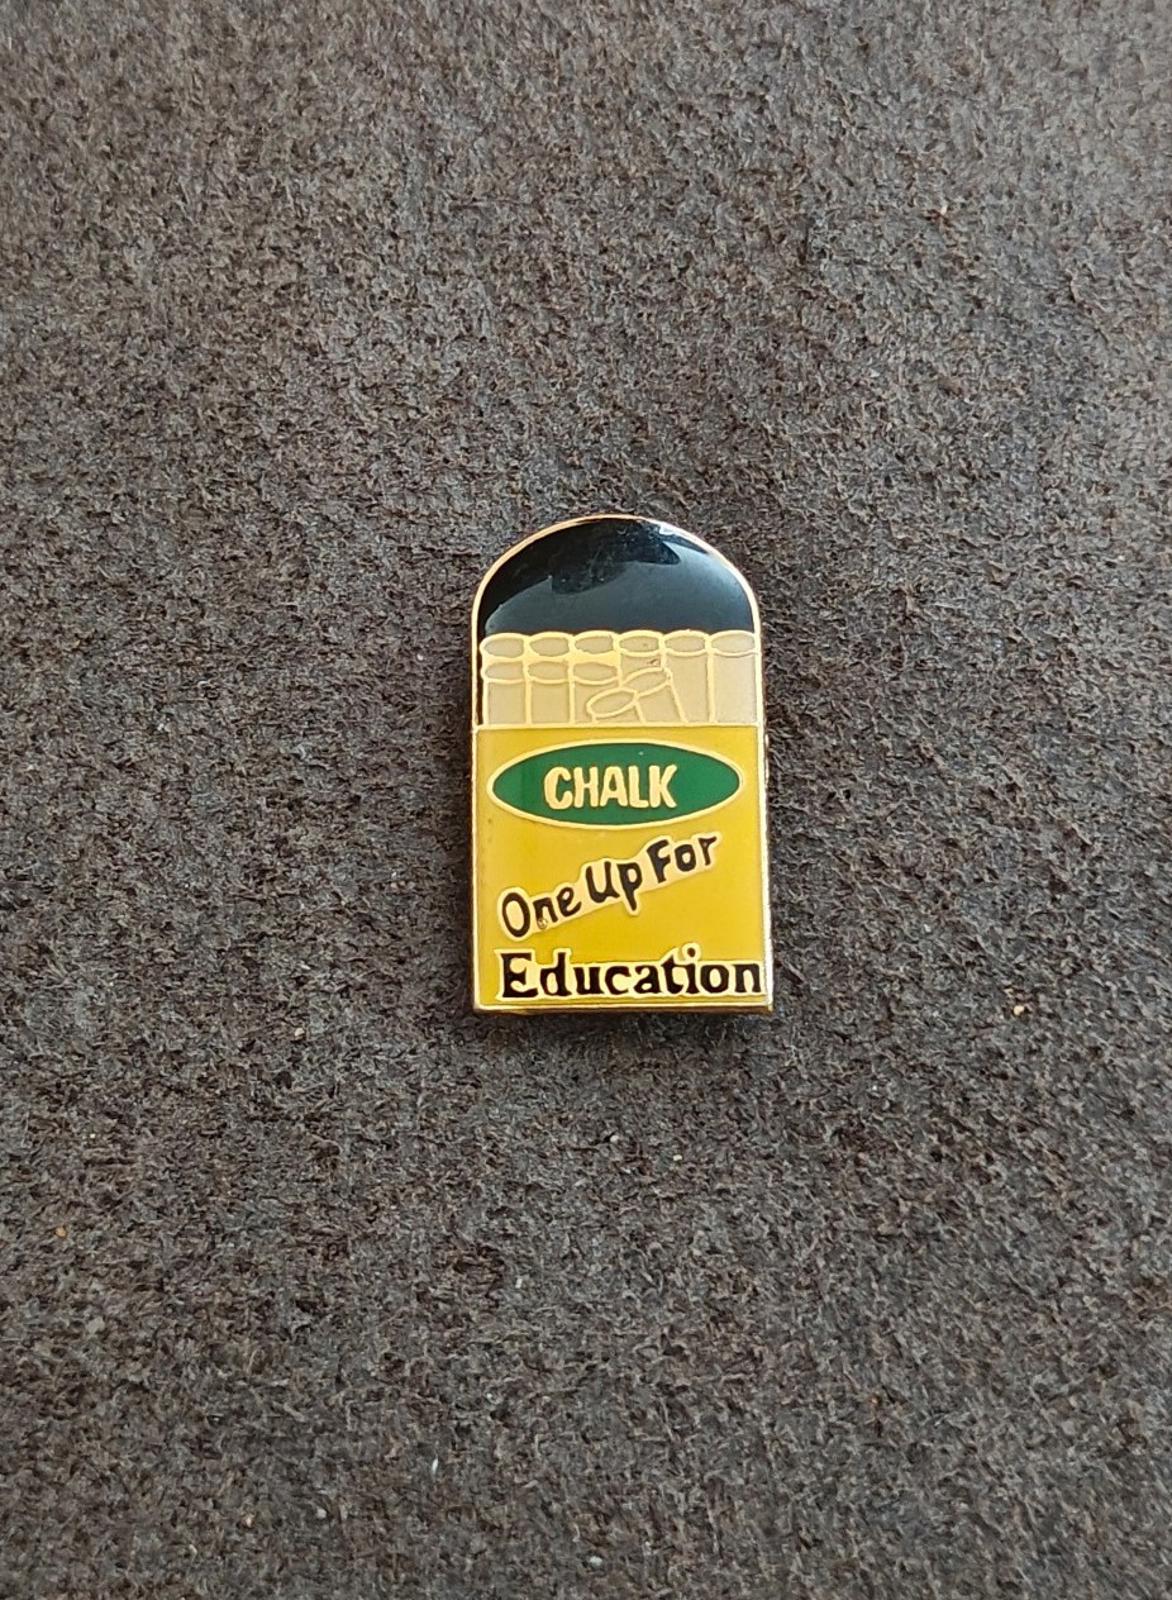 CHALK
One Up For
Education